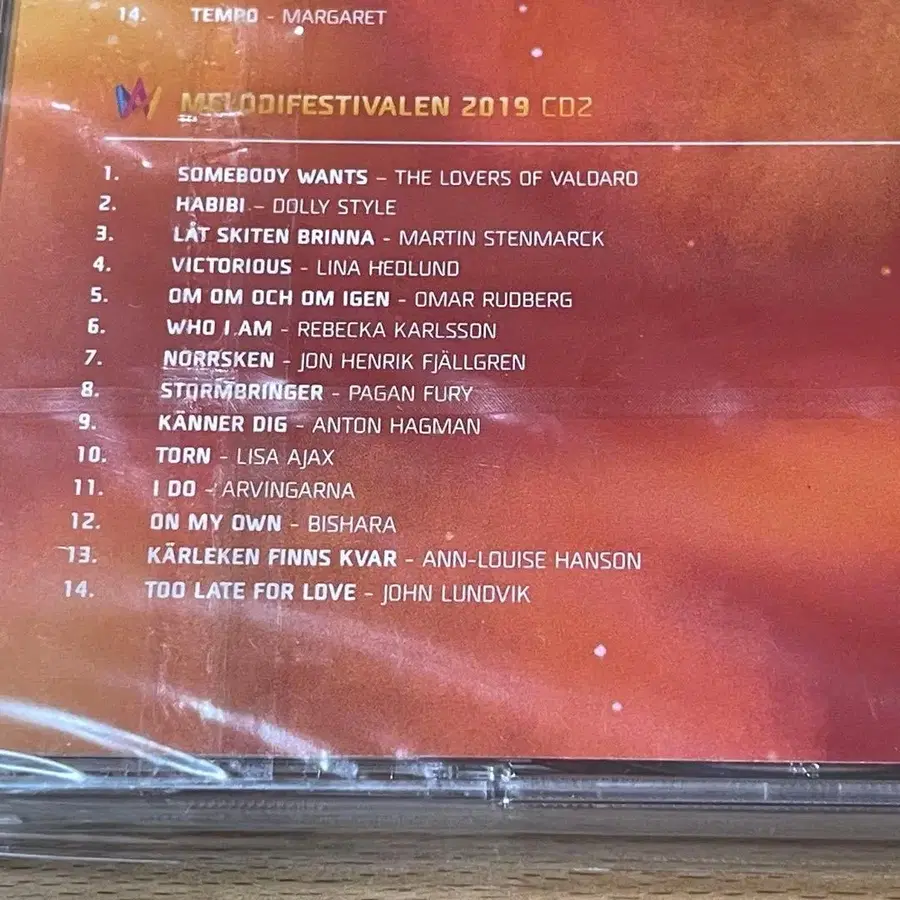 14. TEMPO - MARGARET
MELODIFESTIVALEN 2019 CD2
1. SOMEBODY WANTS – THE LOVERS OF VALDARO
2. HABIBI – DOLLY STYLE
3. LÅT SKITEN BRINNA - MARTIN STENMARCK
4. VICTORIOUS - LINA HEDLUND
5. OM OM OCH OM IGEN - OMAR RUDBERG
6. WHO I AM - REBECKA KARLSSON
7. NORRSKEN - JON HENRIK FJÄLLGREN
8. STORMBRINGER - PAGAN FURY
9. KÄNNER DIG - ANTON HAGMAN
10. TORN - LISA AJAX
11. I DO - ARVINGARNA
12. ON MY OWN - BISHARA
13. KÄRLEKEN FINNS KVAR - ANN-LOUISE HANSON
14. TOO LATE FOR LOVE - JOHN LUNDVIK